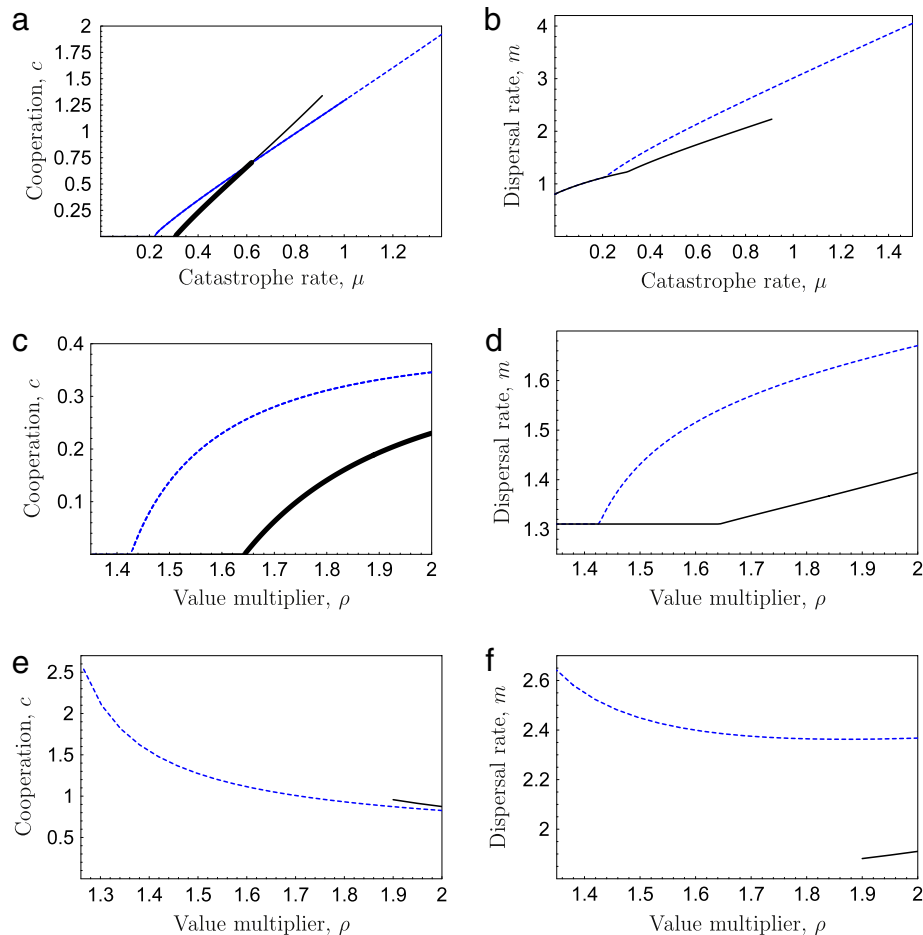 a
2
1.75
1.5
1.25
1
0.75
0.5
0.25
Cooperation, c
0.2 0.4 0.6 0.8 1 1.2
Catastrophe rate, μ
b
4
3
2
1
Dispersal rate, m
0.2 0.4 0.6 0.8 1 1.2 1.4
Catastrophe rate, μ
c
0.4
0.3
0.2
0.1
Cooperation, c
1.4 1.5 1.6 1.7 1.8 1.9 2
Value multiplier, ρ
d
1.6
1.5
1.4
1.3
Dispersal rate, m
1.4 1.5 1.6 1.7 1.8 1.9 2
Value multiplier, ρ
e
2.5
2
1.5
1
0.5
Cooperation, c
1.3 1.4 1.5 1.6 1.7 1.8 1.9 2
Value multiplier, ρ
f
2.6
2.4
2.2
2
Dispersal rate, m
1.4 1.5 1.6 1.7 1.8 1.9 2
Value multiplier, ρ